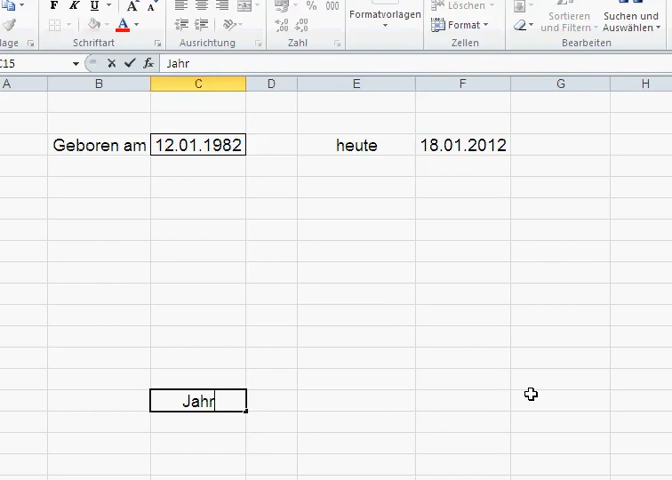 F K U A A
% 000
Formatvorlagen
Löschen
Format
Sortieren
und Filtern
Suchen und
Auswählen
Schriftart
Ausrichtung
Zahl
Zellen
Bearbeiten
C15 fx Jahr
A B C D E F G H
Geboren am 12.01.1982 heute 18.01.2012
Jahr